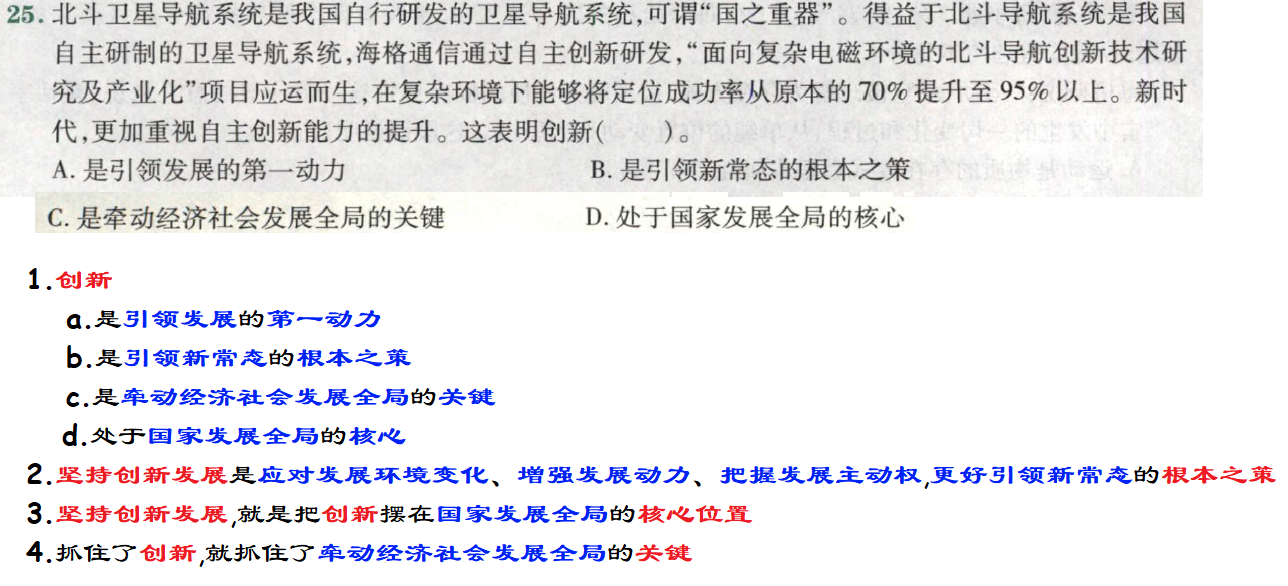 25. 北斗卫星导航系统是我国自行研发的卫星导航系统,可谓“国之重器”。得益于北斗导航系统是我国
自主研制的卫星导航系统,海格通信通过自主创新研发,“面向复杂电磁环境的北斗导航创新技术研
究及产业化”项目应运而生,在复杂环境下能够将定位成功率从原本的 70% 提升至 95% 以上。新时
代,更加重视自主创新能力的提升。这表明创新(　　)。
A. 是引领发展的第一动力 B. 是引领新常态的根本之策
C. 是牵动经济社会发展全局的关键 D. 处于国家发展全局的核心
1.创新
a.是引领发展的第一动力
b.是引领新常态的根本之策
c.是牵动经济社会发展全局的关键
d.处于国家发展全局的核心
2.坚持创新发展是应对发展环境变化、增强发展动力、把握发展主动权,更好引领新常态的根本之策
3.坚持创新发展,就是把创新摆在国家发展全局的核心位置
4.抓住了创新,就抓住了牵动经济社会发展全局的关键